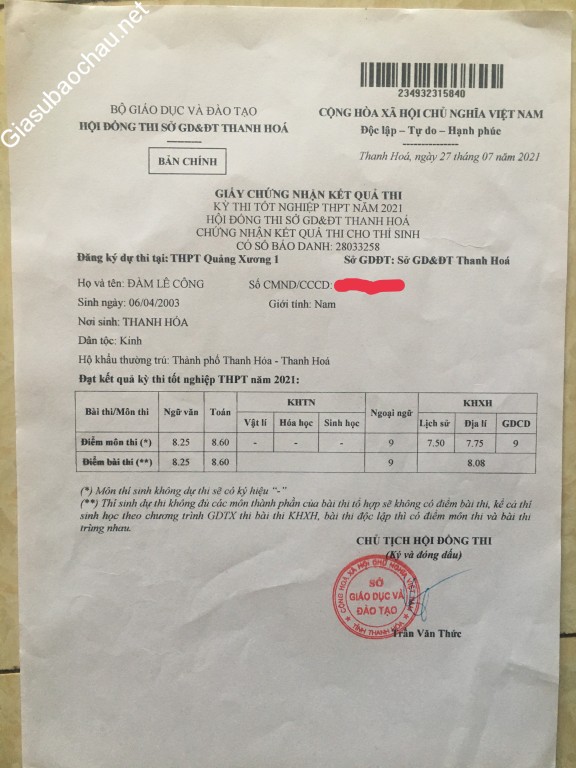 Giasubaochau.net
234932315840
BỘ GIÁO DỤC VÀ ĐÀO TẠO
HỘI ĐỒNG THI SỞ GD&ĐT THANH HOÁ
CỘNG HÒA XÃ HỘI CHỦ NGHĨA VIỆT NAM
Độc lập – Tự do – Hạnh phúc
BẢN CHÍNH
Thanh Hoá, ngày 27 tháng 07 năm 2021
GIẤY CHỨNG NHẬN KẾT QUẢ THI
KỲ THI TỐT NGHIỆP THPT NĂM 2021
HỘI ĐỒNG THI SỞ GD&ĐT THANH HOÁ
CHỨNG NHẬN KẾT QUẢ THI CHO THÍ SINH
CÓ SỐ BÁO DANH: 28033258
Đăng ký dự thi tại: THPT Quảng Xương 1 Sở GDĐT: Sở GD&ĐT Thanh Hoá
Họ và tên: ĐÀM LÊ CÔNG Số CMND/CCCD:
Sinh ngày: 06/04/2003 Giới tính: Nam
Nơi sinh: THANH HÓA
Dân tộc: Kinh
Hộ khẩu thường trú: Thành phố Thanh Hóa - Thanh Hoá
Đạt kết quả kỳ thi tốt nghiệp THPT năm 2021:
Bài thi/Môn thi Ngữ văn Toán KHTN Ngoại ngữ KHXH
Vật lí Hóa học Sinh học Lịch sử Địa lí GDCD
Điểm môn thi (*) 8.25 8.60 - - - 9 7.50 7.75 9
Điểm bài thi (**) 8.25 8.60 9 8.08
(*) Môn thí sinh không dự thi sẽ có ký hiệu “-”
(**) Thí sinh dự thi không đủ các môn thành phần của bài thi tổ hợp sẽ không có điểm bài thi, kể cả thí
sinh học theo chương trình GDTX thi bài thi KHXH, bài thi độc lập thì có điểm môn thi và bài thi
trùng nhau.
CHỦ TỊCH HỘI ĐỒNG THI
(Ký và đóng dấu)
CỘNG HOÀ XÃ HỘI CHỦ NGHĨA VIỆT NAM
SỞ
GIÁO DỤC VÀ
ĐÀO TẠO
TỈNH THANH HÓA
Trần Văn Thức